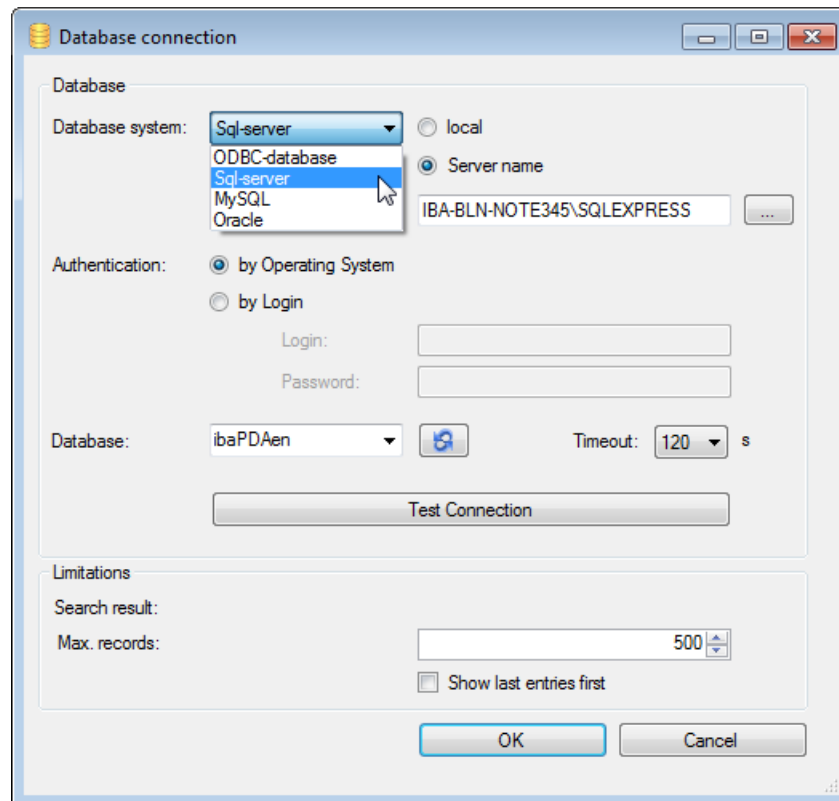 Database connection
Database
Database system: Sql-server local
ODBC-database
Sql-server
MySQL
Oracle
Server name
IBA-BLN-NOTE345\SQLEXPRESS ...
Authentication: by Operating System
by Login
Login:
Password:
Database: ibaPDAen Timeout: 120 s
Test Connection
Limitations
Search result:
Max. records: 500
Show last entries first
OK Cancel